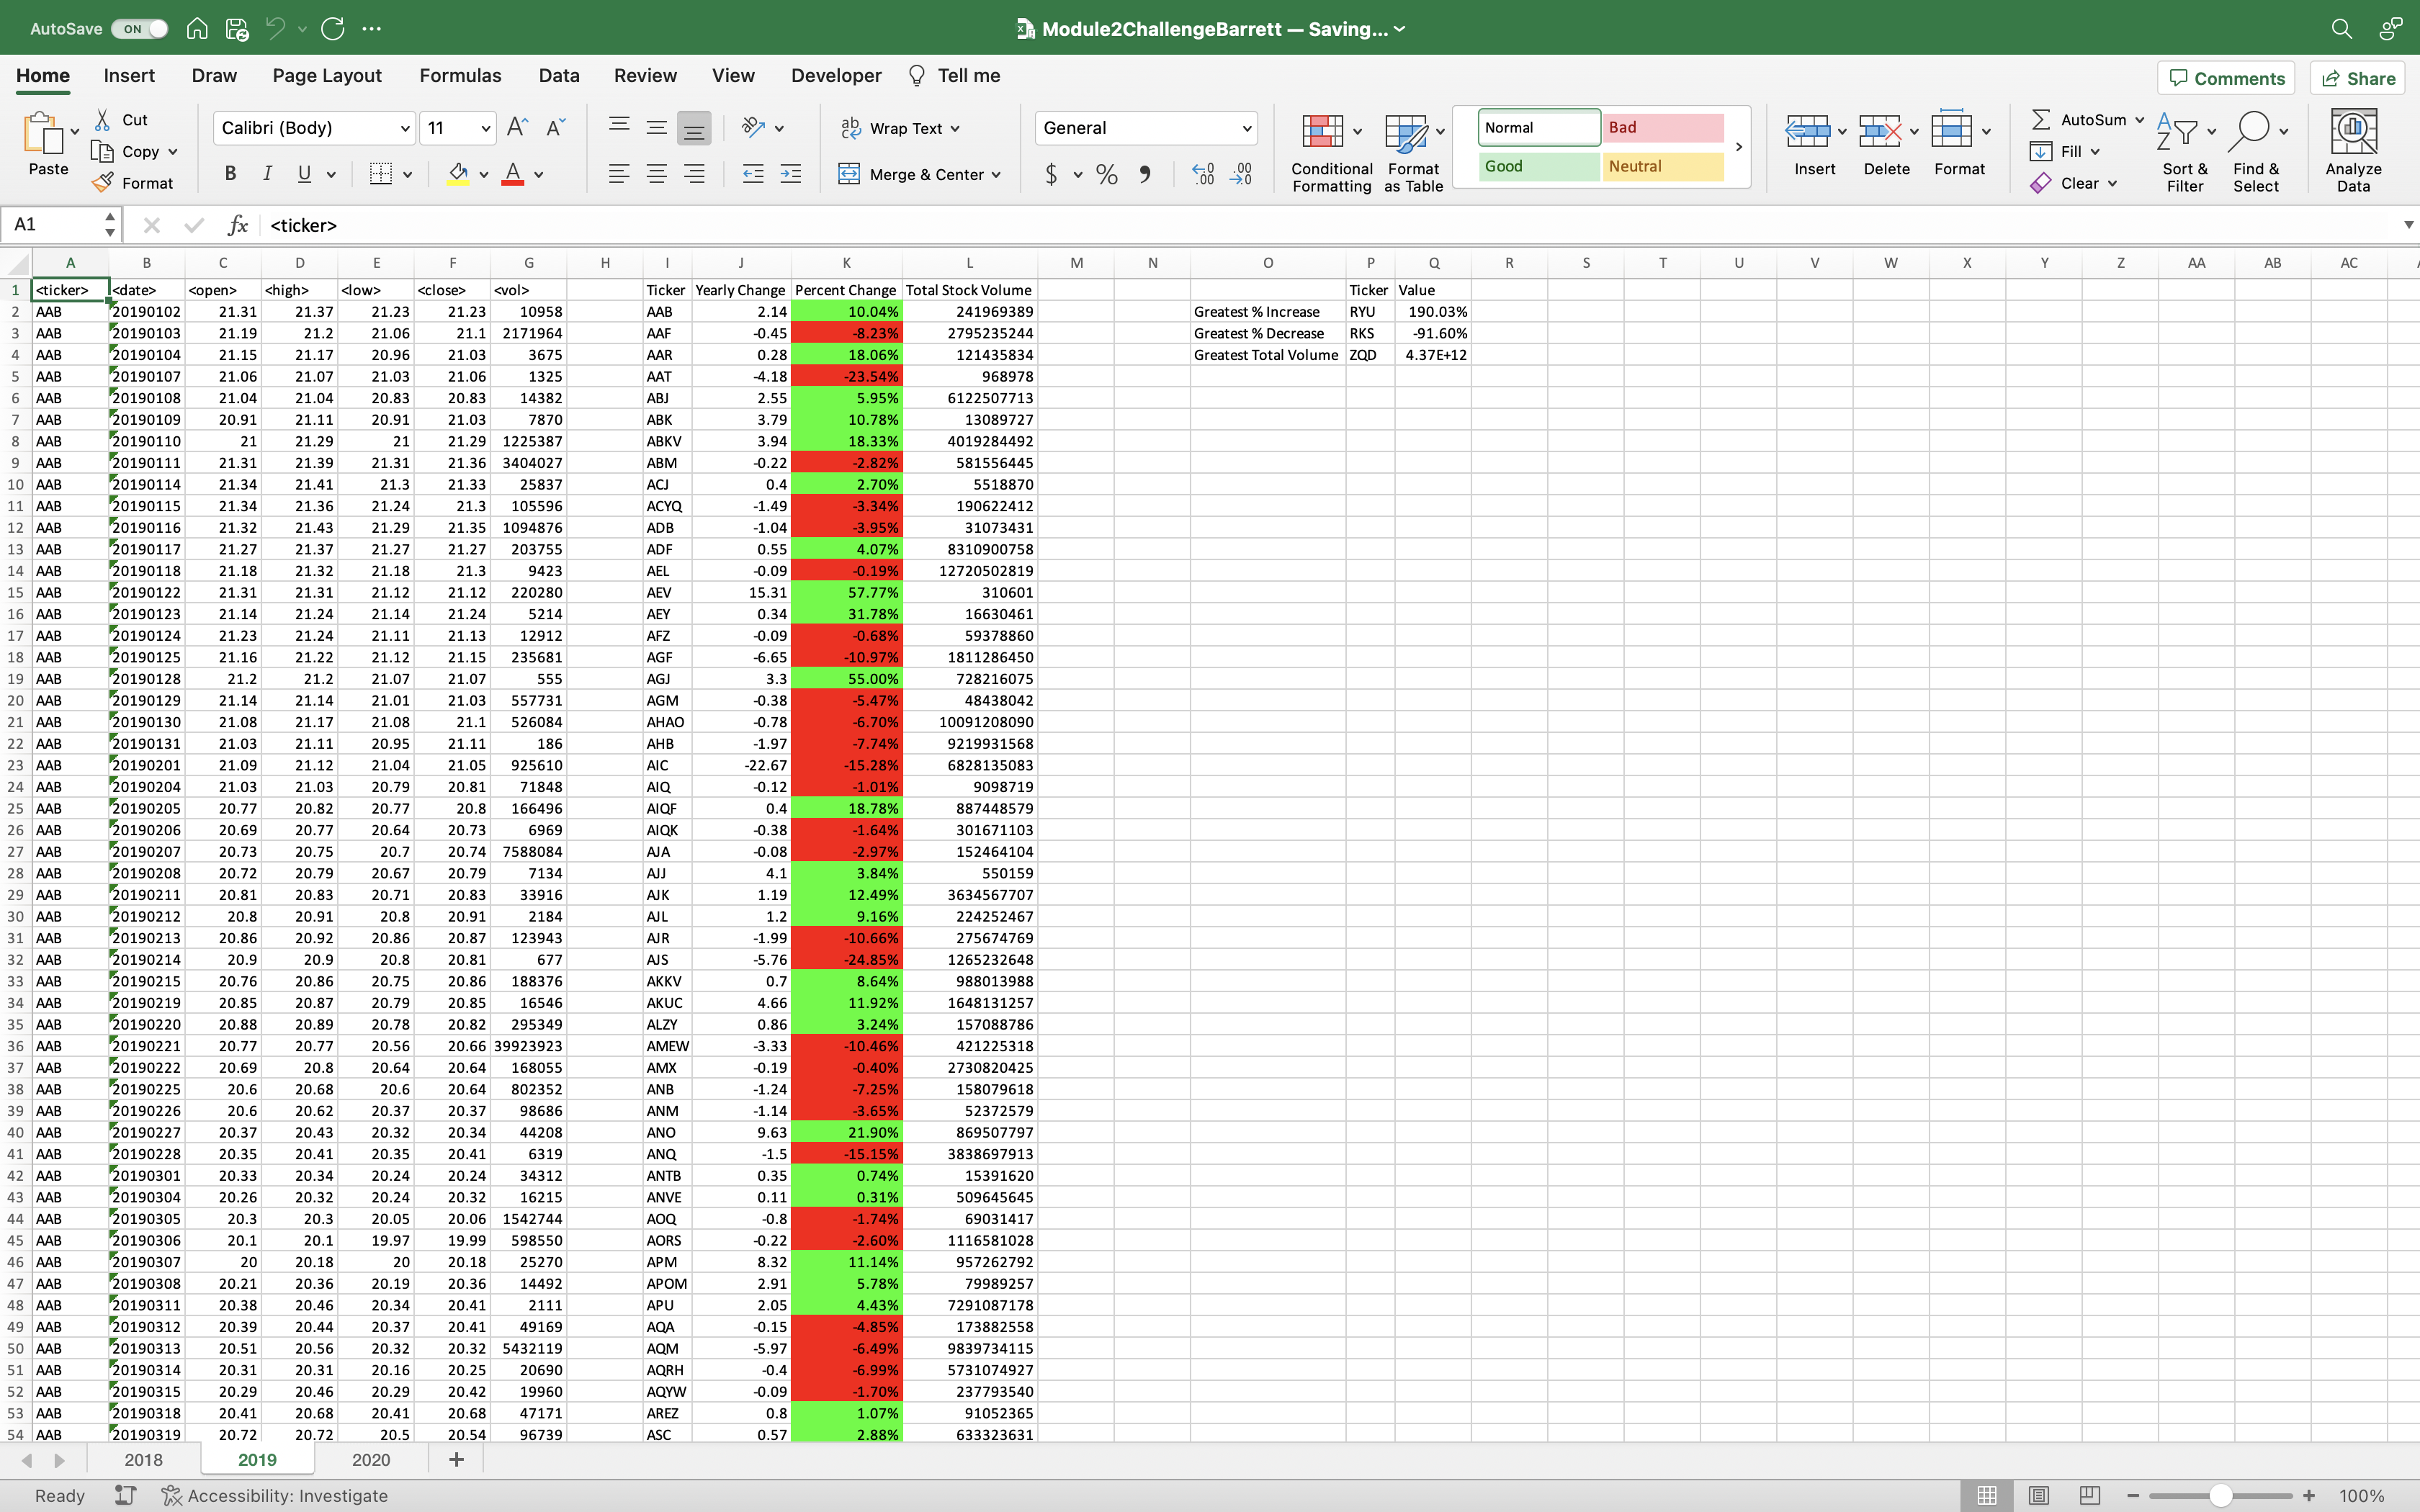 AutoSave ON Module2ChallengeBarrett — Saving...
Home Insert Draw Page Layout Formulas Data Review View Developer Tell me Comments Share
Paste Cut Copy Format Calibri (Body) 11 A^ A˅ B I U A ab Wrap Text Merge & Center General $ % 9 .00 .00 Conditional Formatting Format as Table Normal Bad Good Neutral Insert Delete Format AutoSum Fill Clear Sort & Filter Find & Select Analyze Data
A1 fx <ticker>
A B C D E F G H I J K L M N O P Q R S T U V W X Y Z AA AB AC
1 <ticker> <date> <open> <high> <low> <close> <vol> Ticker Yearly Change Percent Change Total Stock Volume Ticker Value
2 AAB 20190102 21.31 21.37 21.23 21.23 10958 AAB 2.14 10.04% 241969389 Greatest % Increase RYU 190.03%
3 AAB 20190103 21.19 21.2 21.06 21.1 2171964 AAF -0.45 -8.23% 2795235244 Greatest % Decrease RKS -91.60%
4 AAB 20190104 21.15 21.17 20.96 21.03 3675 AAR 0.28 18.06% 121435834 Greatest Total Volume ZQD 4.37E+12
5 AAB 20190107 21.06 21.07 21.03 21.06 1325 AAT -4.18 -23.54% 968978
6 AAB 20190108 21.04 21.04 20.83 20.83 14382 ABJ 2.55 5.95% 6122507713
7 AAB 20190109 20.91 21.11 20.91 21.03 7870 ABK 3.79 10.78% 13089727
8 AAB 20190110 21 21.29 21 21.29 1225387 ABKV 3.94 18.33% 4019284492
9 AAB 20190111 21.31 21.39 21.31 21.36 3404027 ABM -0.22 -2.82% 581556445
10 AAB 20190114 21.34 21.41 21.3 21.33 25837 ACJ 0.4 2.70% 5518870
11 AAB 20190115 21.34 21.36 21.24 21.3 105596 ACYQ -1.49 -3.34% 190622412
12 AAB 20190116 21.32 21.43 21.29 21.35 1094876 ADB -1.04 -3.95% 31073431
13 AAB 20190117 21.27 21.37 21.27 21.27 203755 ADF 0.55 4.07% 8310900758
14 AAB 20190118 21.18 21.32 21.18 21.3 9423 AEL -0.09 -0.19% 12720502819
15 AAB 20190122 21.31 21.31 21.12 21.12 220280 AEV 15.31 57.77% 310601
16 AAB 20190123 21.14 21.24 21.14 21.24 5214 AEY 0.34 31.78% 16630461
17 AAB 20190124 21.23 21.24 21.11 21.13 12912 AFZ -0.09 -0.68% 59378860
18 AAB 20190125 21.16 21.22 21.12 21.15 235681 AGF -6.65 -10.97% 1811286450
19 AAB 20190128 21.2 21.2 21.07 21.07 555 AGJ 3.3 55.00% 728216075
20 AAB 20190129 21.14 21.14 21.01 21.03 557731 AGM -0.38 -5.47% 48438042
21 AAB 20190130 21.08 21.17 21.08 21.1 526084 AHAO -0.78 -6.70% 10091208090
22 AAB 20190131 21.03 21.11 20.95 21.11 186 AHB -1.97 -7.74% 9219931568
23 AAB 20190201 21.09 21.12 21.04 21.05 925610 AIC -22.67 -15.28% 6828135083
24 AAB 20190204 21.03 21.03 20.79 20.81 71848 AIQ -0.12 -1.01% 9098719
25 AAB 20190205 20.77 20.82 20.77 20.8 166496 AIQF 0.4 18.78% 887448579
26 AAB 20190206 20.69 20.77 20.64 20.73 6969 AIQK -0.38 -1.64% 301671103
27 AAB 20190207 20.73 20.75 20.7 20.74 7588084 AJA -0.08 -2.97% 152464104
28 AAB 20190208 20.72 20.79 20.67 20.79 7134 AJJ 4.1 3.84% 550159
29 AAB 20190211 20.81 20.83 20.71 20.83 33916 AJK 1.19 12.49% 3634567707
30 AAB 20190212 20.8 20.91 20.8 20.91 2184 AJL 1.2 9.16% 224252467
31 AAB 20190213 20.86 20.92 20.86 20.87 123943 AJR -1.99 -10.66% 275674769
32 AAB 20190214 20.9 20.9 20.8 20.81 677 AJS -5.76 -24.85% 1265232648
33 AAB 20190215 20.76 20.86 20.75 20.86 188376 AKKV 0.7 8.64% 988013988
34 AAB 20190219 20.85 20.87 20.79 20.85 16546 AKUC 4.66 11.92% 1648131257
35 AAB 20190220 20.88 20.89 20.78 20.82 295349 ALZY 0.86 3.24% 157088786
36 AAB 20190221 20.77 20.77 20.56 20.66 39923923 AMEW -3.33 -10.46% 421225318
37 AAB 20190222 20.69 20.8 20.64 20.64 168055 AMX -0.19 -0.40% 2730820425
38 AAB 20190225 20.6 20.68 20.6 20.64 802352 ANB -1.24 -7.25% 158079618
39 AAB 20190226 20.6 20.62 20.37 20.37 98686 ANM -1.14 -3.65% 52372579
40 AAB 20190227 20.37 20.43 20.32 20.34 44208 ANO 9.63 21.90% 869507797
41 AAB 20190228 20.35 20.41 20.35 20.41 6319 ANQ -1.5 -15.15% 3838697913
42 AAB 20190301 20.33 20.34 20.24 20.24 34312 ANTB 0.35 0.74% 15391620
43 AAB 20190304 20.26 20.32 20.24 20.32 16215 ANVE 0.11 0.31% 509645645
44 AAB 20190305 20.3 20.3 20.05 20.06 1542744 AOQ -0.8 -1.74% 69031417
45 AAB 20190306 20.1 20.1 19.97 19.99 598550 AORS -0.22 -2.60% 1116581028
46 AAB 20190307 20 20.18 20 20.18 25270 APM 8.32 11.14% 957262792
47 AAB 20190308 20.21 20.36 20.19 20.36 14492 APOM 2.91 5.78% 79989257
48 AAB 20190311 20.38 20.46 20.34 20.41 2111 APU 2.05 4.43% 7291087178
49 AAB 20190312 20.39 20.44 20.37 20.41 49169 AQA -0.15 -4.85% 173882558
50 AAB 20190313 20.51 20.56 20.32 20.32 5432119 AQM -5.97 -6.49% 9839734115
51 AAB 20190314 20.31 20.31 20.16 20.25 20690 AQRH -0.4 -6.99% 5731074927
52 AAB 20190315 20.29 20.46 20.29 20.42 19960 AQYW -0.09 -1.70% 237793540
53 AAB 20190318 20.41 20.68 20.41 20.68 47171 AREZ 0.8 1.07% 91052365
54 AAB 20190319 20.72 20.72 20.5 20.54 96739 ASC 0.57 2.88% 633323631
2018 2019 2020 +
Ready Accessibility: Investigate 100%